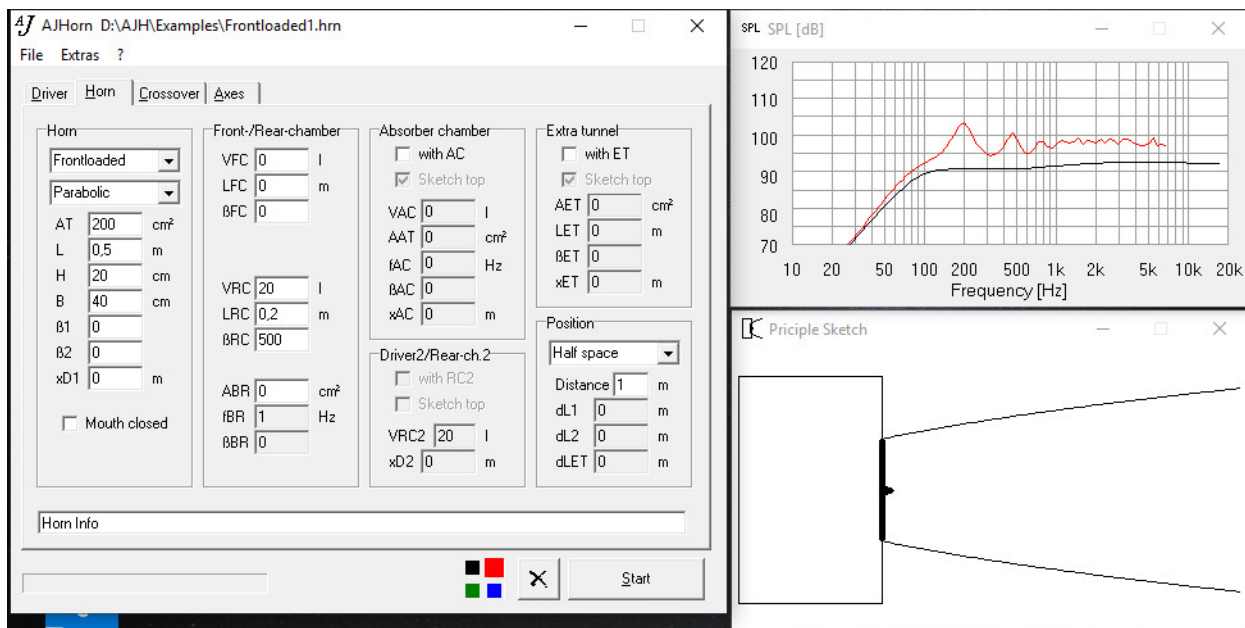 AJ AJHorn D:\AJH\Examples\Frontloaded1.hrn
File Extras ?
Driver Horn Crossover Axes
Horn
Frontloaded
Parabolic
AT 200 cm²
L 0,5 m
H 20 cm
B 40 cm
ß1 0
ß2 0
xD1 0 m
Mouth closed
Front-/Rear-chamber
VFC 0 l
LFC 0 m
ßFC 0
VRC 20 l
LRC 0,2 m
ßRC 500
ABR 0 cm²
fBR 1 Hz
ßBR 0
Absorber chamber
with AC
Sketch top
VAC 0 l
AAT 0 cm²
fAC 0 Hz
ßAC 0
xAC 0 m
Driver2/Rear-ch.2
with RC2
Sketch top
VRC2 20 l
xD2 0 m
Extra tunnel
with ET
Sketch top
AET 0 cm²
LET 0 m
ßET 0
xET 0 m
Position
Half space
Distance 1 m
dL1 0 m
dL2 0 m
dLET 0 m
Horn Info
Start
SPL SPL [dB]
120
110
100
90
80
70
10 20 50 100 200 500 1k 2k 5k 10k 20k
Frequency [Hz]
Priciple Sketch